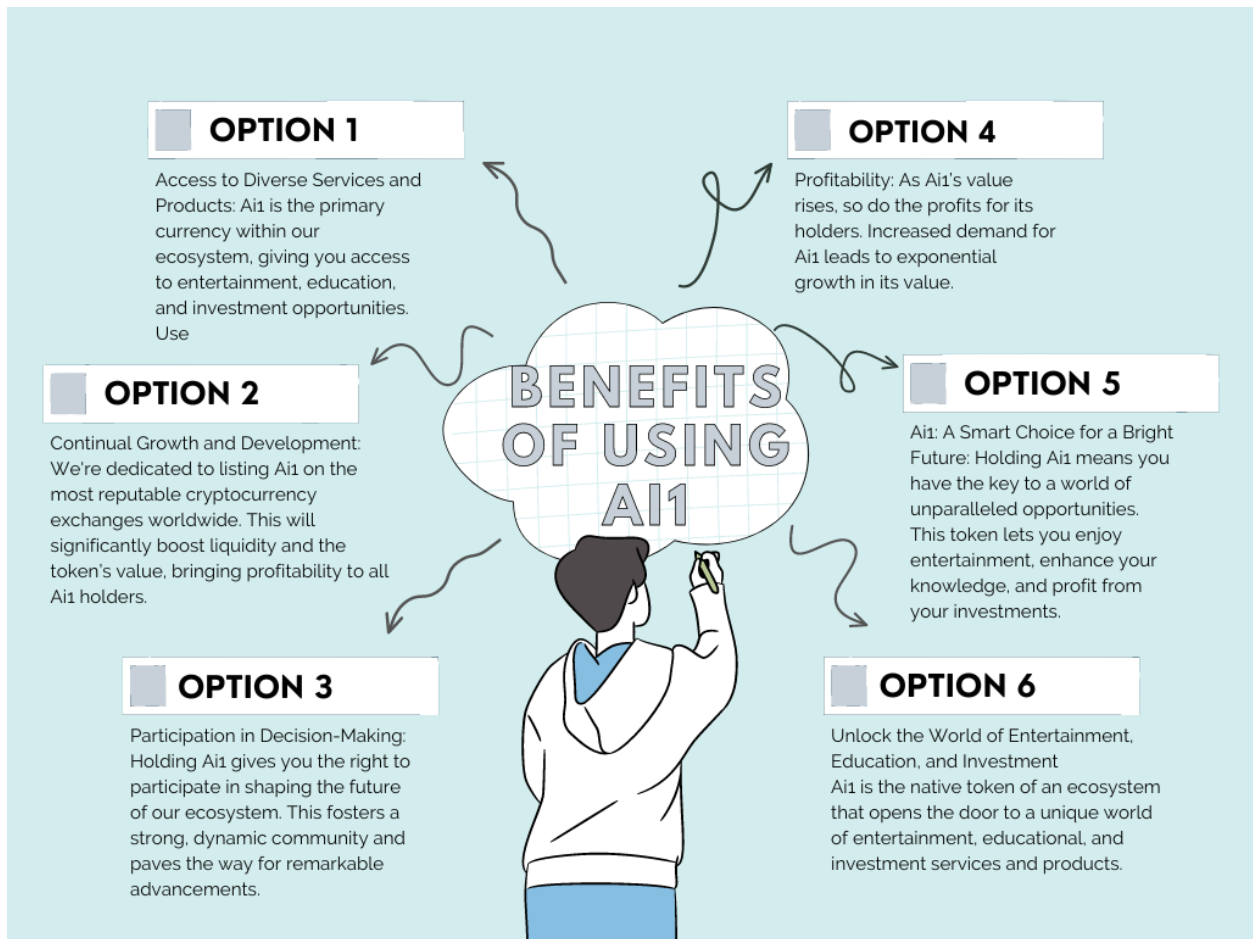 OPTION 1
Access to Diverse Services and
Products: Ai1 is the primary
currency within our
ecosystem, giving you access
to entertainment, education,
and investment opportunities.
Use
OPTION 2
Continual Growth and Development:
We're dedicated to listing Ai1 on the
most reputable cryptocurrency
exchanges worldwide. This will
significantly boost liquidity and the
token's value, bringing profitability to all
Ai1 holders.
OPTION 3
Participation in Decision-Making:
Holding Ai1 gives you the right to
participate in shaping the future
of our ecosystem. This fosters a
strong, dynamic community and
paves the way for remarkable
advancements.
BENEFITS
OF USING
AI1
OPTION 4
Profitability: As Ai1's value
rises, so do the profits for its
holders. Increased demand for
Ai1 leads to exponential
growth in its value.
OPTION 5
Ai1: A Smart Choice for a Bright
Future: Holding Ai1 means you
have the key to a world of
unparalleled opportunities.
This token lets you enjoy
entertainment, enhance your
knowledge, and profit from
your investments.
OPTION 6
Unlock the World of Entertainment,
Education, and Investment
Ai1 is the native token of an ecosystem
that opens the door to a unique world
of entertainment, educational, and
investment services and products.